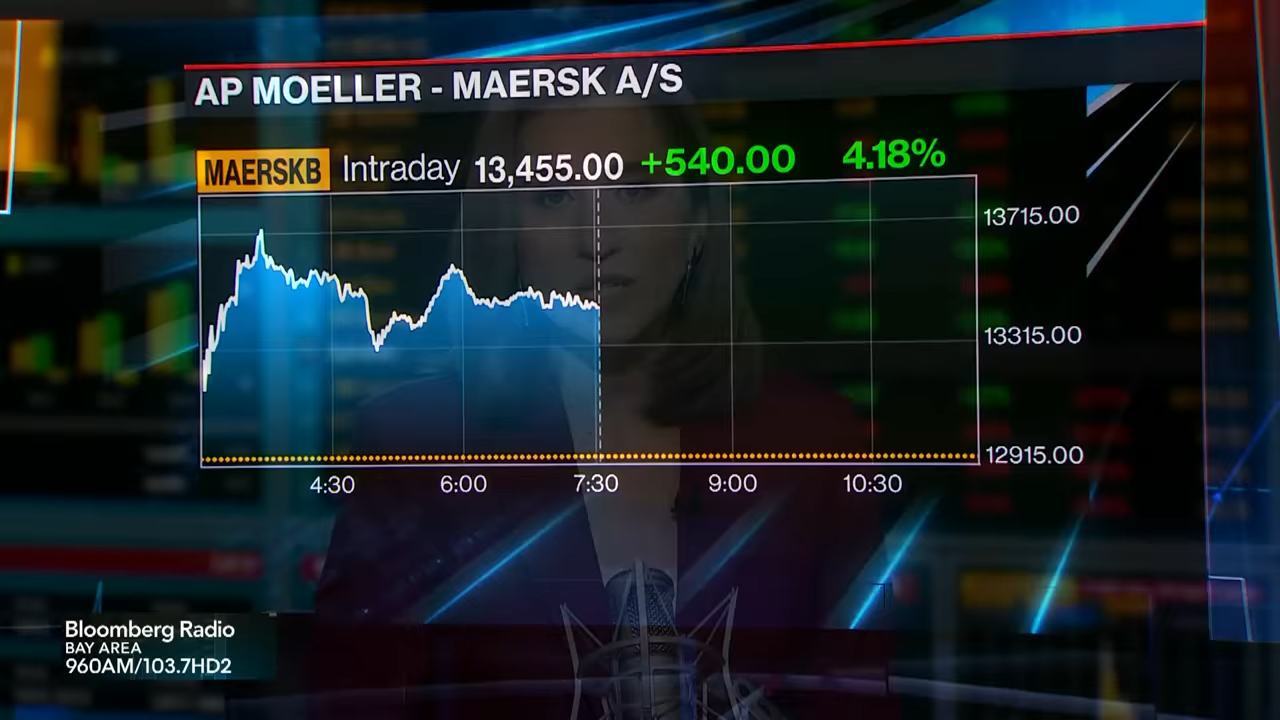 AP MOELLER - MAERSK A/S
MAERSKB Intraday 13,455.00 +540.00 4.18%
13715.00
13315.00
12915.00
4:30 6:00 7:30 9:00 10:30
Bloomberg Radio
BAY AREA
960AM/103.7HD2